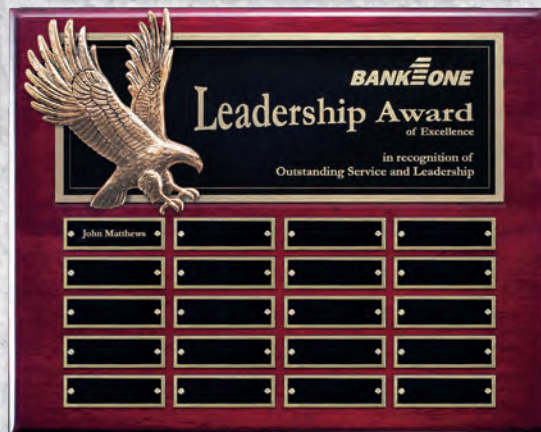 BANK ONE
Leadership Award
of Excellence
in recognition of
Outstanding Service and Leadership
John Matthews